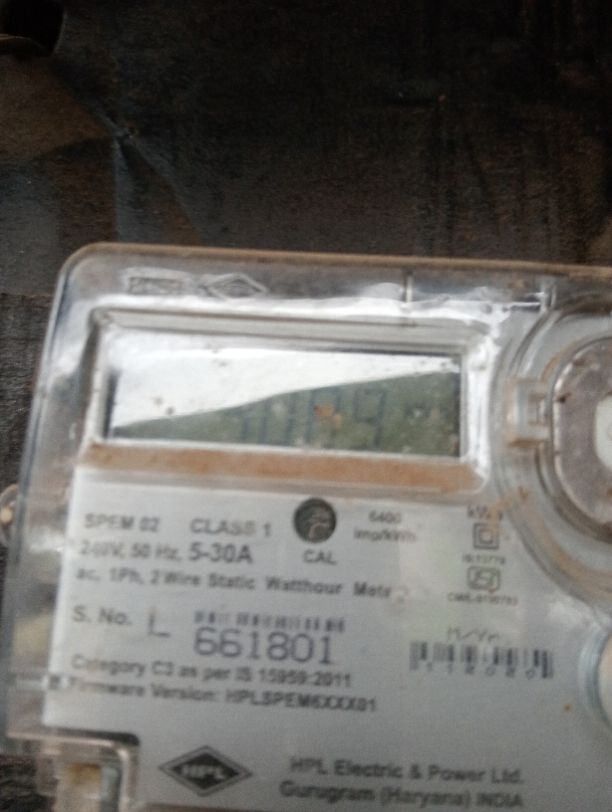 SPEM 02 CLASS 1
6400 imp/kWh
240V, 50 Hz, 5-30A
CAL
ac, 1Ph, 2 Wire Static Watthour Meter
S. No. L 661801
M/Yr.
Category C3 as per IS 15959:2011
Firmware Version: HPLSPEM6XXX01
HPL
HPL Electric & Power Ltd.
Gurugram (Haryana) INDIA